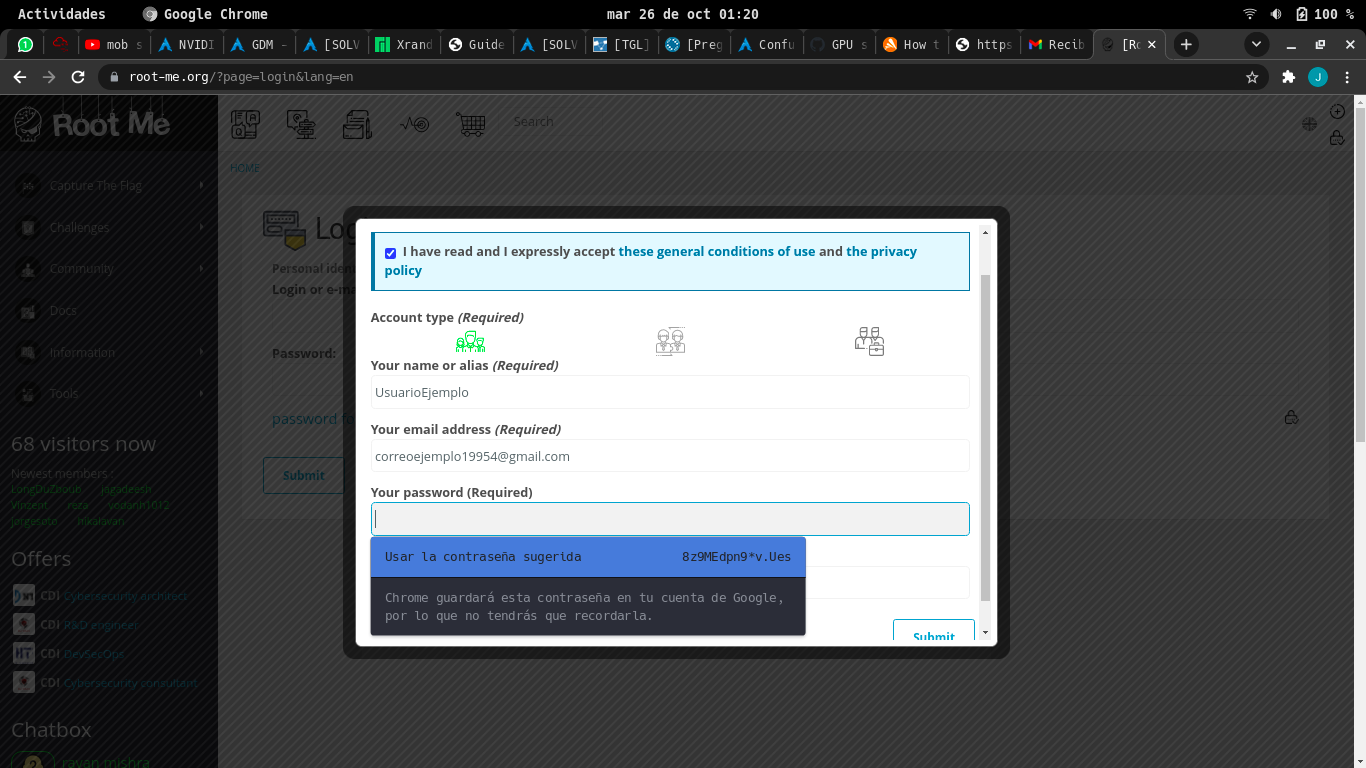 Actividades Google Chrome mar 26 de oct 01:20 100 %
mob s NVIDI GDM - [SOLV Xrand Guide [SOLV [TGL] [Preg Confu GPU s How t https Recib [Ro
root-me.org/?page=login&lang=en J
Root Me
Search
HOME
Capture The Flag
Challenges
Community
Docs
Information
Tools
68 visitors now
Newest members :
LongDuZboub jagadeesh
Vinzent reza vodann1012
jorgesoto nikalavan
Offers
CDI Cybersecurity architect
CDI R&D engineer
CDI DevSecOps
CDI Cybersecurity consultant
Chatbox
Log
Personal iden
Login or e-ma
Password:
password fo
Submit
I have read and I expressly accept these general conditions of use and the privacy
policy
Account type (Required)
Your name or alias (Required)
UsuarioEjemplo
Your email address (Required)
correoejemplo19954@gmail.com
Your password (Required)
Usar la contraseña sugerida 8z9MEdpn9*v.Ues
Chrome guardará esta contraseña en tu cuenta de Google,
por lo que no tendrás que recordarla.
Submit